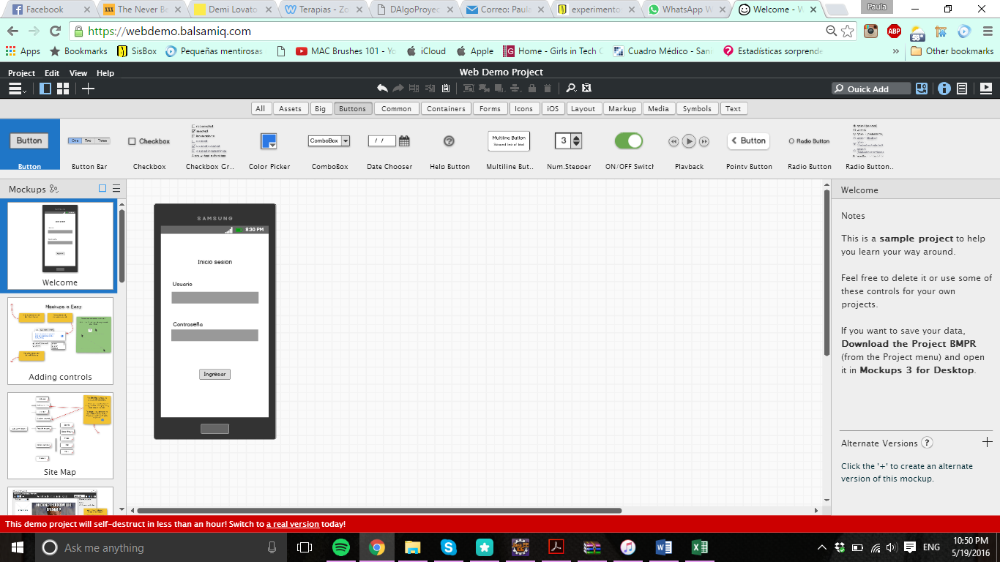 Facebook
The Never Be
Demi Lovato
Terapias - Zo
DAlgoProyec
Correo: Paula
experimento
WhatsApp W
Welcome - W
Paula
https://webdemo.balsamiq.com
ABP
58°
Apps
Bookmarks
SisBox
Pequeñas mentirosas
MAC Brushes 101 - Yo
iCloud
Apple
Home - Girls in Tech C
Cuadro Médico - Sani
Estadísticas sorprende
»
Other bookmarks
Project Edit View Help
Web Demo Project
Quick Add
All Assets Big Buttons Common Containers Forms Icons iOS Layout Markup Media Symbols Text
Button
One Two Three
Checkbox
ComboBox
/ /
?
Multiline Button
Second line of text
3
Button
Radio Button
Button
Button Bar
Checkbox
Checkbox Gr..
Color Picker
ComboBox
Date Chooser
Help Button
Multiline But..
Num.Stepper
ON/OFF Switch
Playback
Pointy Button
Radio Button
Radio Button..
Mockups
Welcome
Mockups is Easy
Adding controls
Site Map
SAMSUNG
8:30 PM
Inicio sesion
Usuario
Contraseña
Ingresar
Welcome
Notes
This is a sample project to help
you learn your way around.
Feel free to delete it or use some of
these controls for your own
projects.
If you want to save your data,
Download the Project BMPR
(from the Project menu) and open
it in Mockups 3 for Desktop.
Alternate Versions ?
Click the '+' to create an alternate
version of this mockup.
This demo project will self-destruct in less than an hour! Switch to a real version today!
Ask me anything
ENG
10:50 PM
5/19/2016